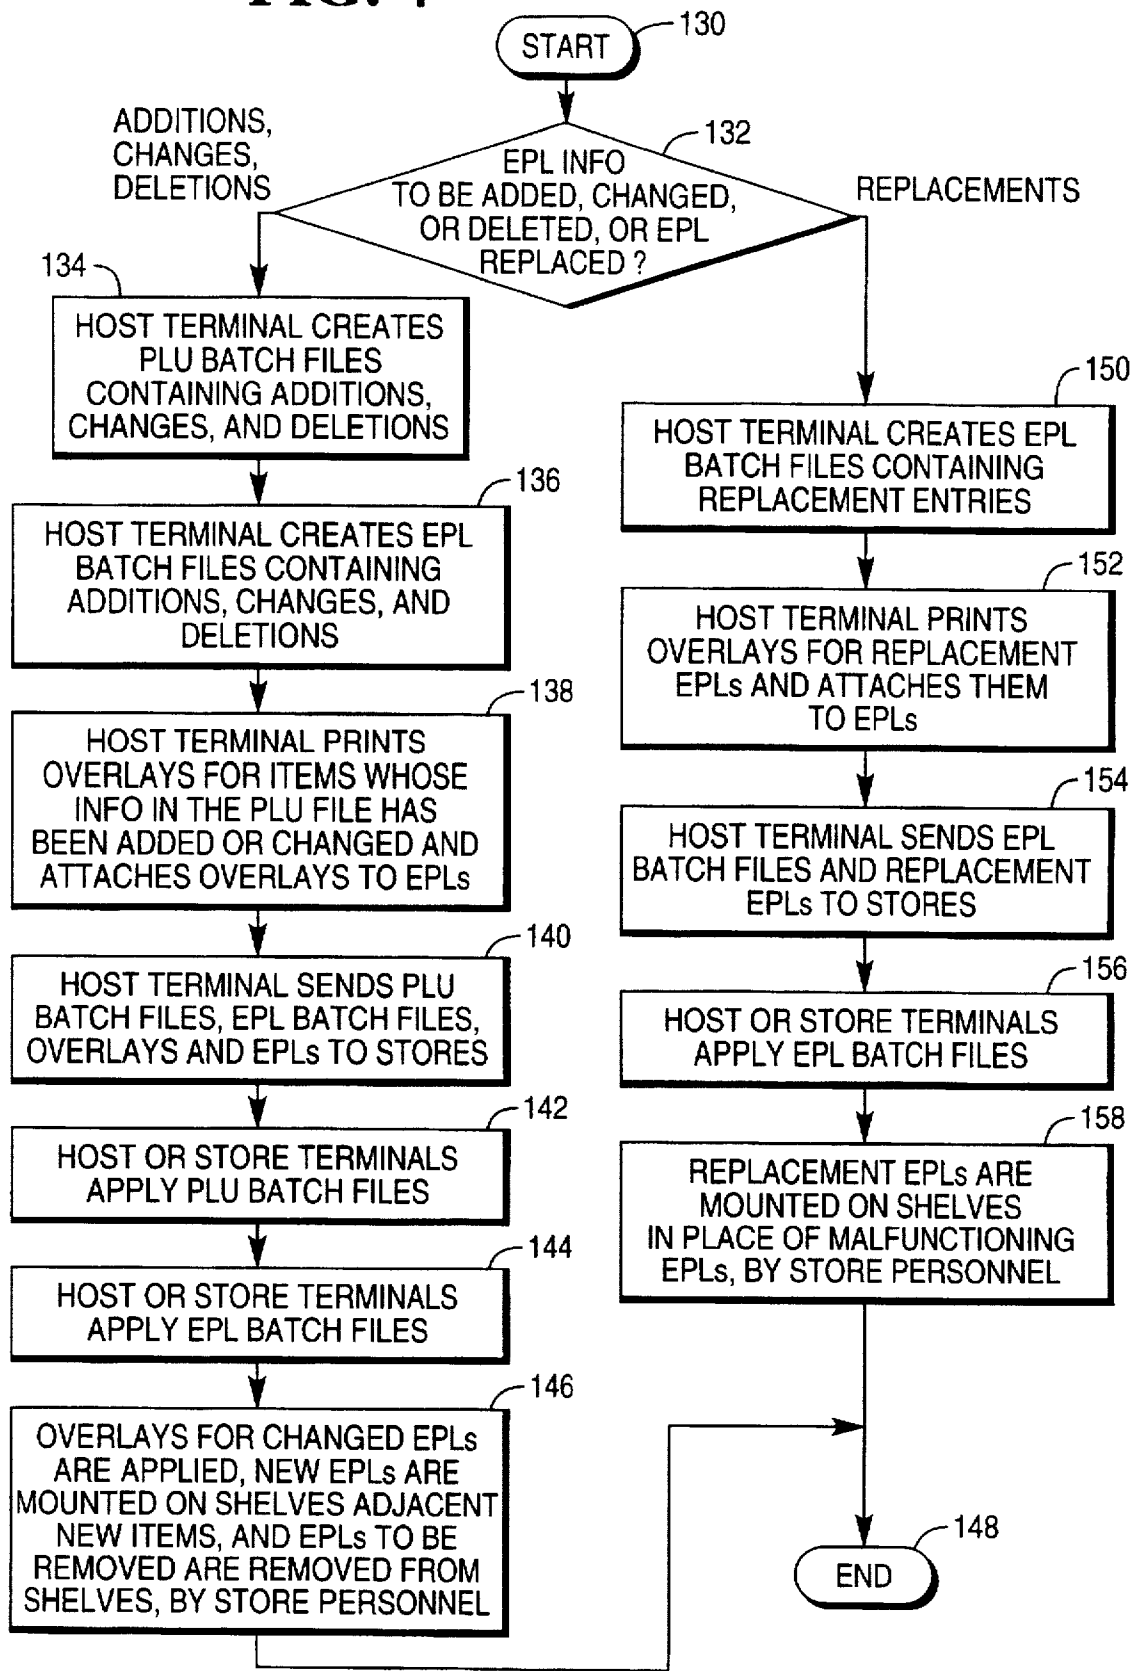 FIG. 4
START
130
ADDITIONS,
CHANGES,
DELETIONS
132
EPL INFO
TO BE ADDED, CHANGED,
OR DELETED, OR EPL
REPLACED ?
REPLACEMENTS
134
HOST TERMINAL CREATES
PLU BATCH FILES
CONTAINING ADDITIONS,
CHANGES, AND DELETIONS
136
HOST TERMINAL CREATES EPL
BATCH FILES CONTAINING
ADDITIONS, CHANGES, AND
DELETIONS
138
HOST TERMINAL PRINTS
OVERLAYS FOR ITEMS WHOSE
INFO IN THE PLU FILE HAS
BEEN ADDED OR CHANGED AND
ATTACHES OVERLAYS TO EPLs
140
HOST TERMINAL SENDS PLU
BATCH FILES, EPL BATCH FILES,
OVERLAYS AND EPLs TO STORES
142
HOST OR STORE TERMINALS
APPLY PLU BATCH FILES
144
HOST OR STORE TERMINALS
APPLY EPL BATCH FILES
146
OVERLAYS FOR CHANGED EPLs
ARE APPLIED, NEW EPLs ARE
MOUNTED ON SHELVES ADJACENT
NEW ITEMS, AND EPLs TO BE
REMOVED ARE REMOVED FROM
SHELVES, BY STORE PERSONNEL
150
HOST TERMINAL CREATES EPL
BATCH FILES CONTAINING
REPLACEMENT ENTRIES
152
HOST TERMINAL PRINTS
OVERLAYS FOR REPLACEMENT
EPLs AND ATTACHES THEM
TO EPLs
154
HOST TERMINAL SENDS EPL
BATCH FILES AND REPLACEMENT
EPLs TO STORES
156
HOST OR STORE TERMINALS
APPLY EPL BATCH FILES
158
REPLACEMENT EPLs ARE
MOUNTED ON SHELVES
IN PLACE OF MALFUNCTIONING
EPLs, BY STORE PERSONNEL
148
END